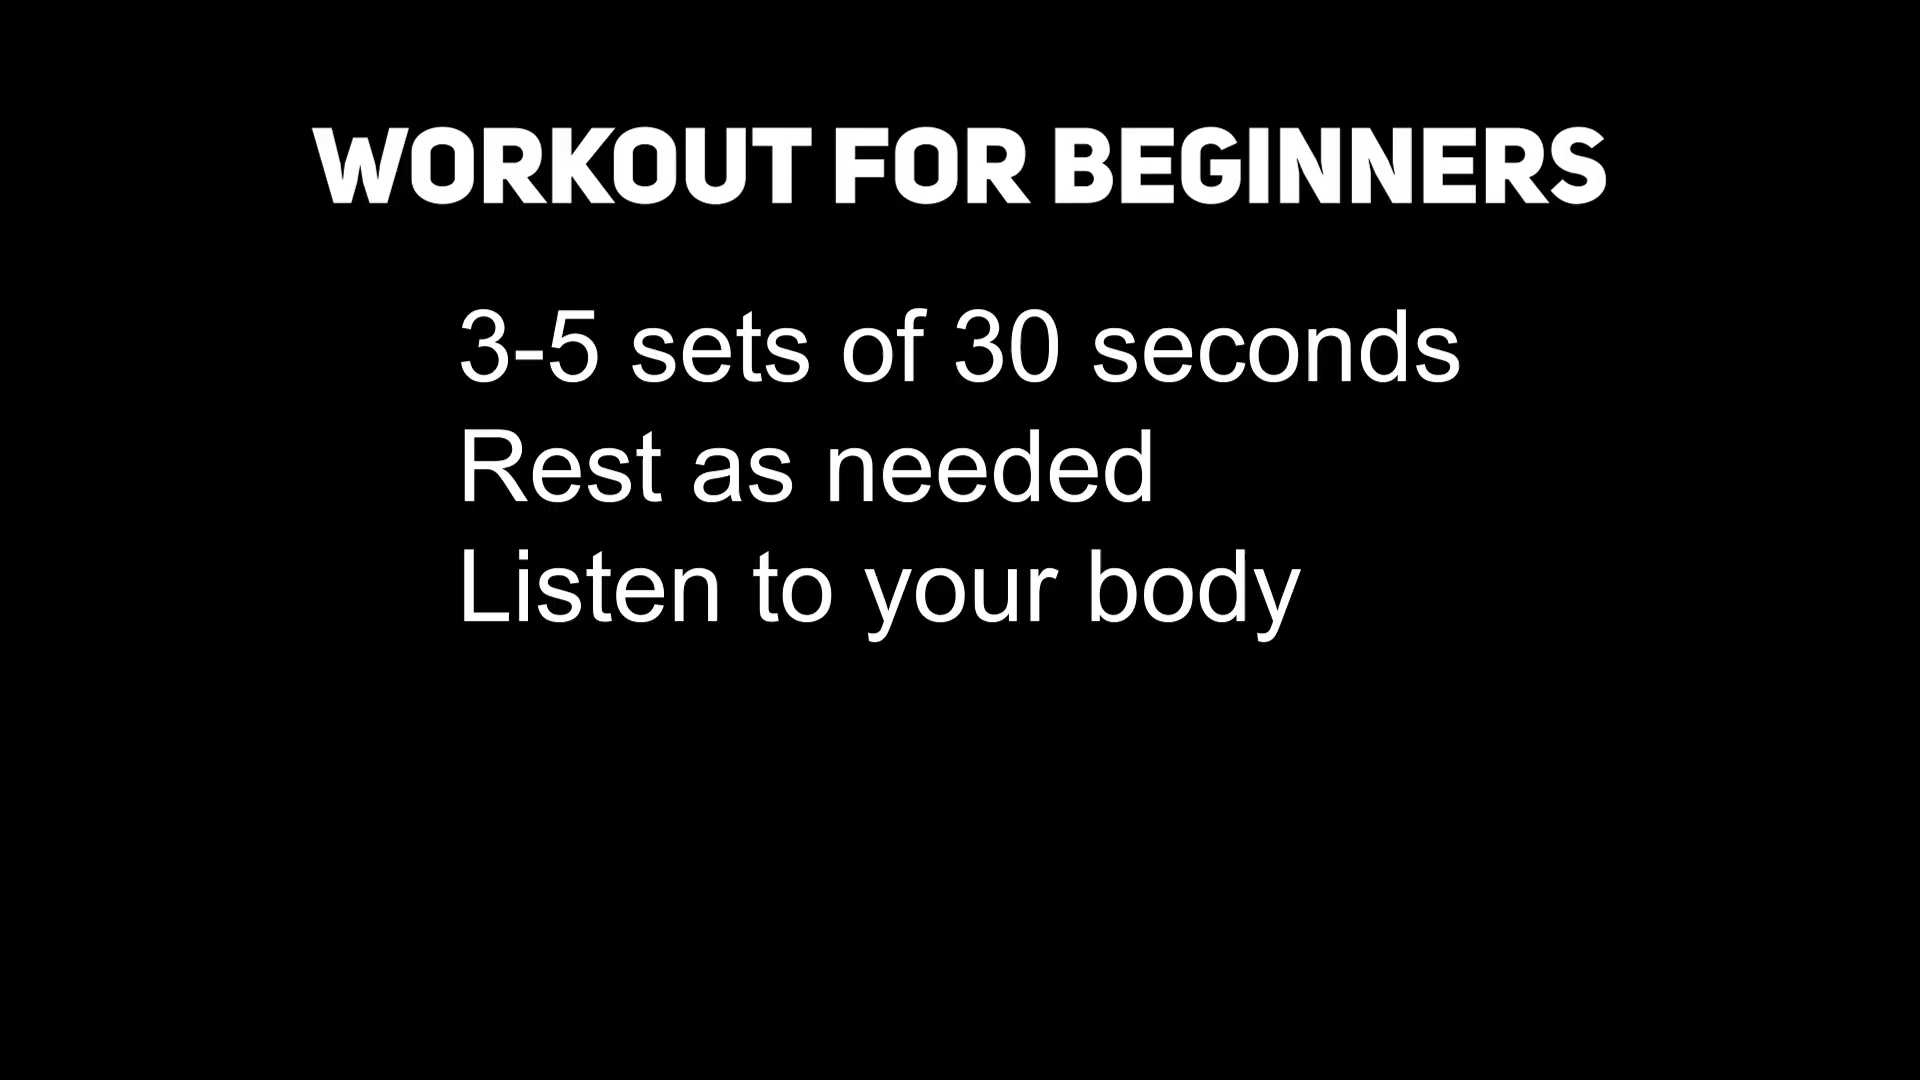 WORKOUT FOR BEGINNERS
3-5 sets of 30 seconds
Rest as needed
Listen to your body